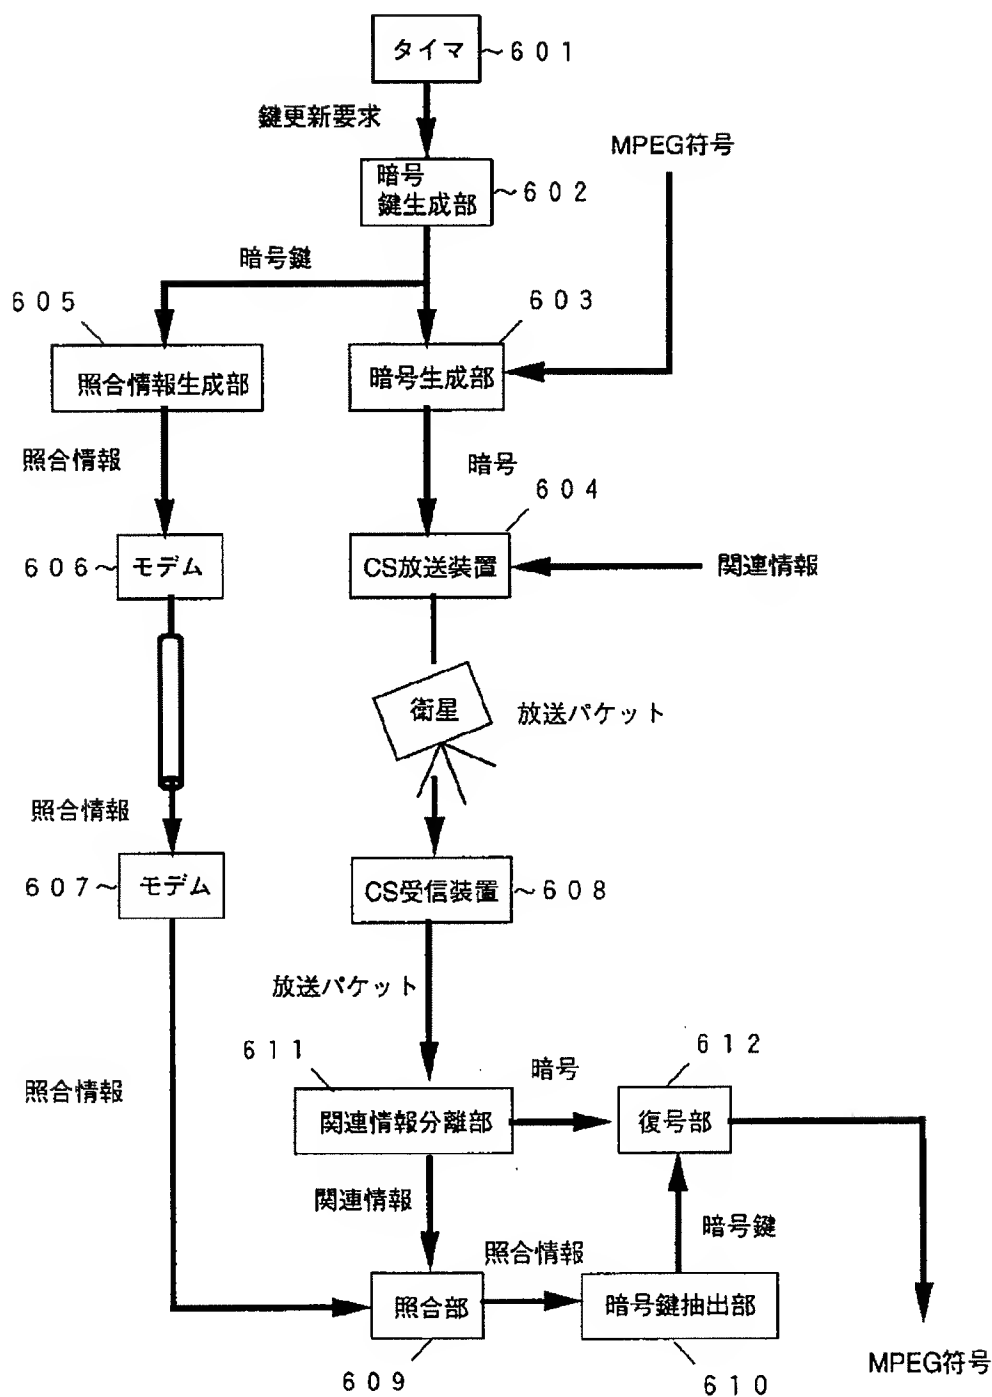 タイマ
601
鍵更新要求
MPEG符号
暗号
鍵生成部
602
暗号鍵
605
603
照合情報生成部
暗号生成部
照合情報
暗号
604
606
モデム
CS放送装置
関連情報
衛星
放送パケット
照合情報
607
モデム
CS受信装置
608
放送パケット
611
612
照合情報
暗号
関連情報分離部
復号部
関連情報
暗号鍵
照合情報
照合部
暗号鍵抽出部
609
610
MPEG符号